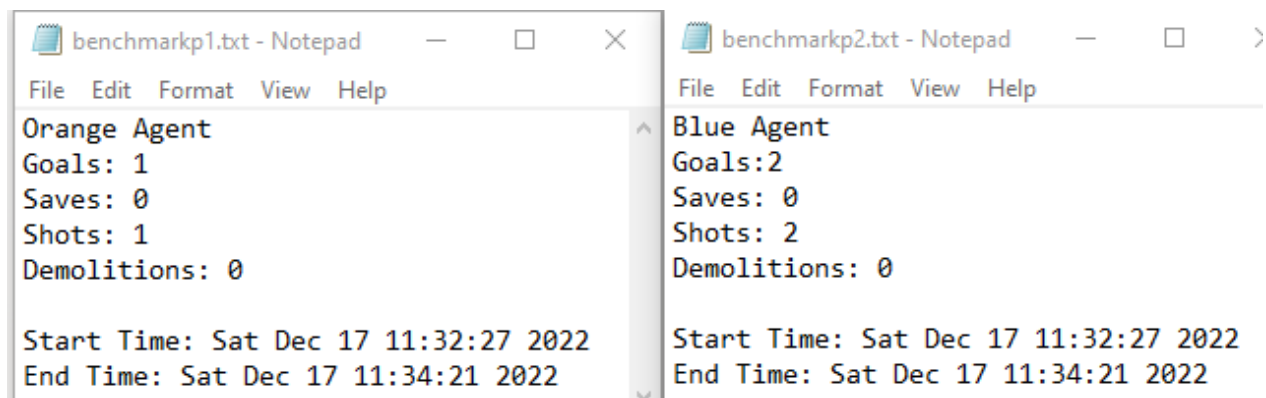 benchmarkp1.txt - Notepad
File Edit Format View Help
Orange Agent
Goals: 1
Saves: 0
Shots: 1
Demolitions: 0
Start Time: Sat Dec 17 11:32:27 2022
End Time: Sat Dec 17 11:34:21 2022
benchmarkp2.txt - Notepad
File Edit Format View Help
Blue Agent
Goals:2
Saves: 0
Shots: 2
Demolitions: 0
Start Time: Sat Dec 17 11:32:27 2022
End Time: Sat Dec 17 11:34:21 2022